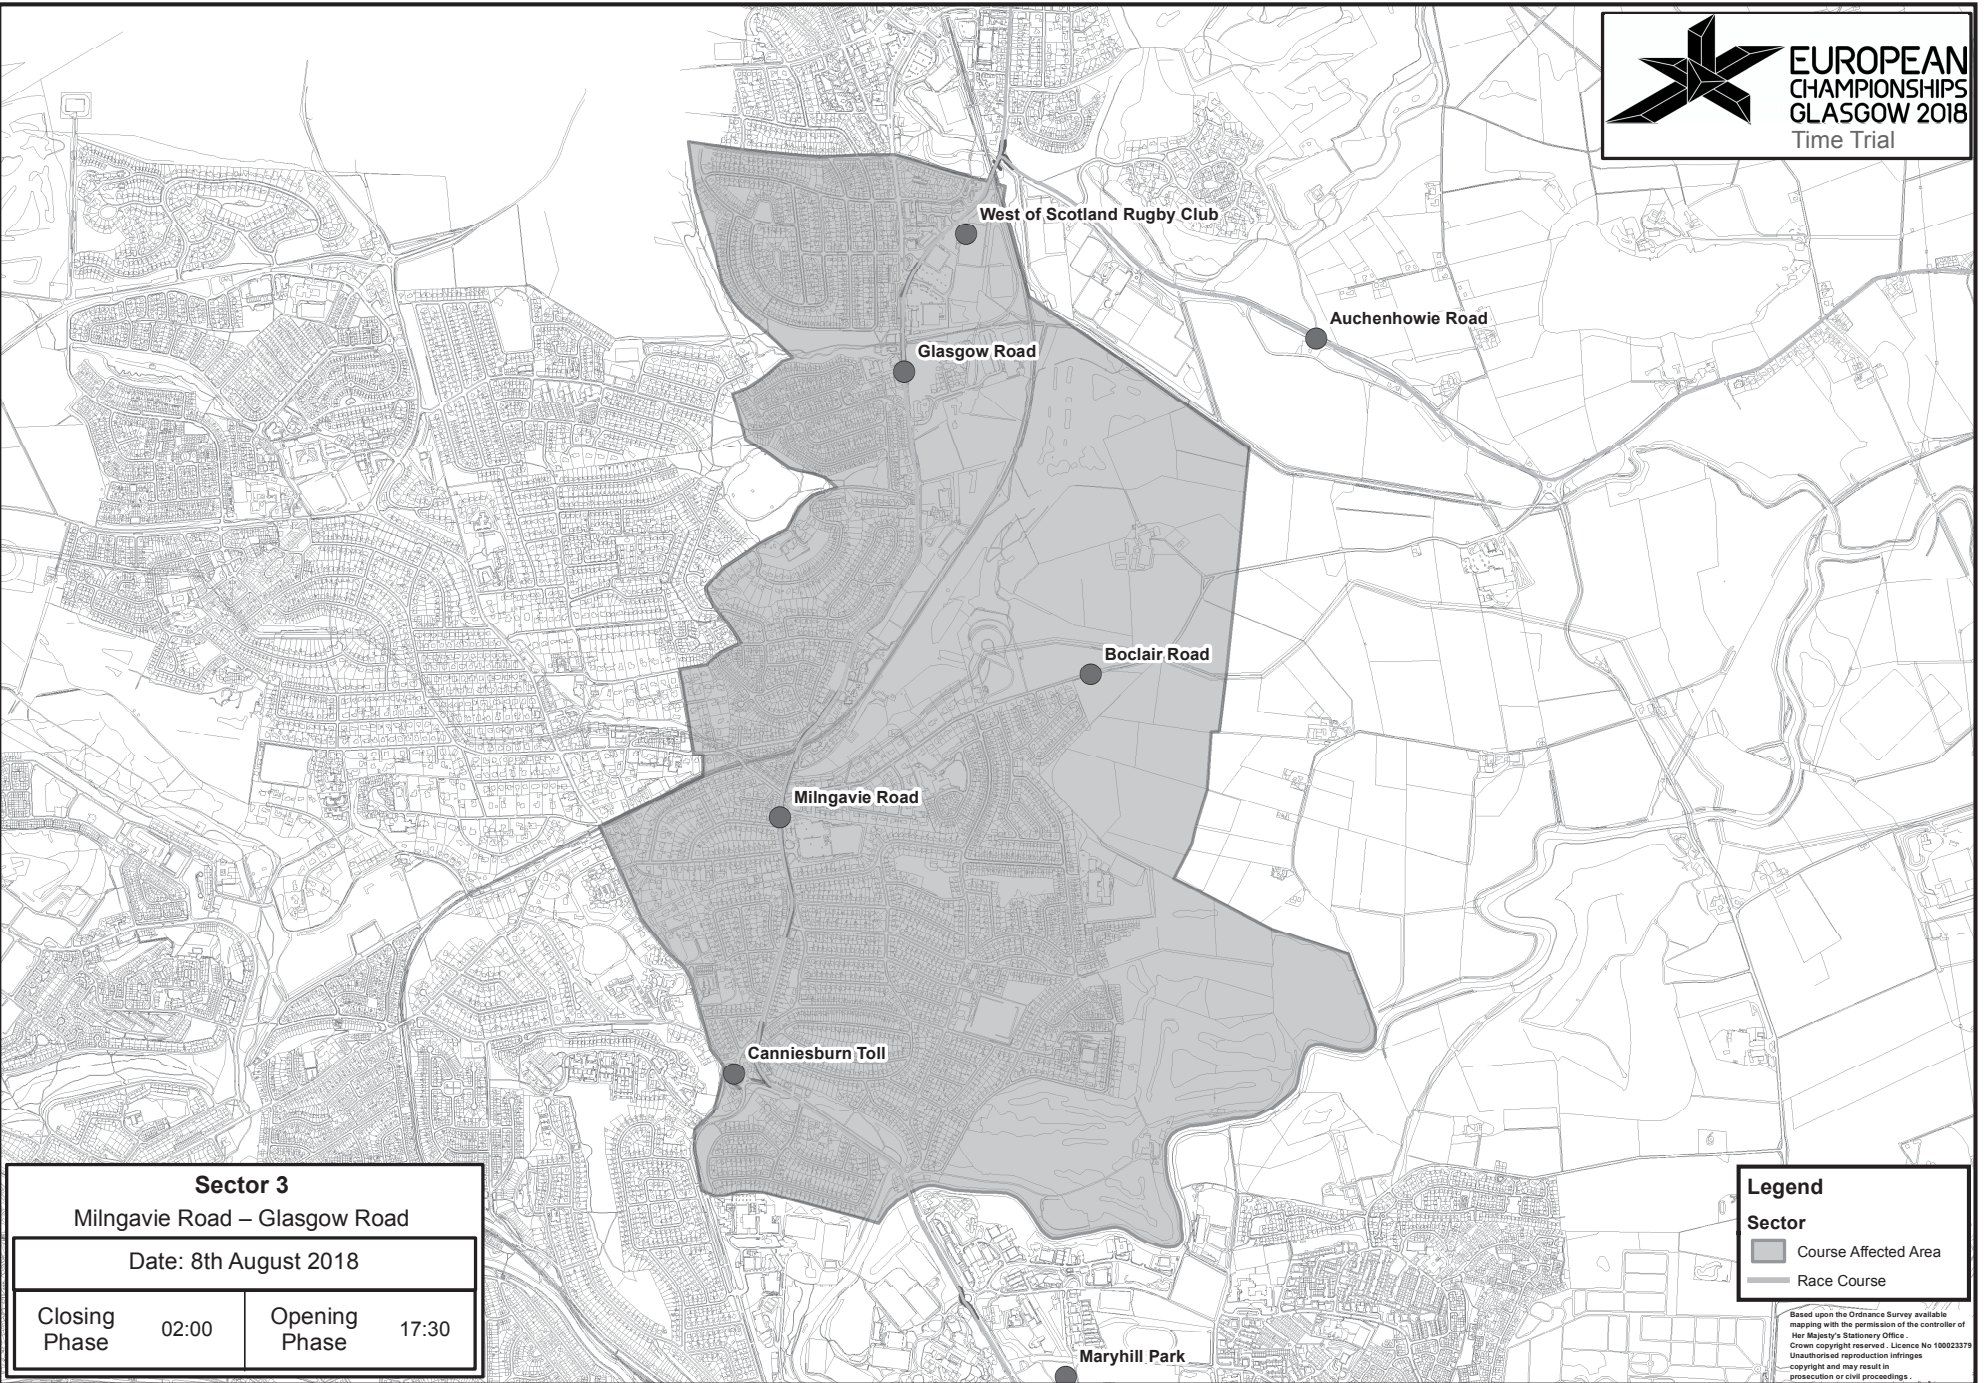 EUROPEAN
CHAMPIONSHIPS
GLASGOW 2018
Time Trial
West of Scotland Rugby Club
Auchenhowie Road
Glasgow Road
Boclair Road
Milngavie Road
Canniesburn Toll
Maryhill Park
Sector 3
Milngavie Road – Glasgow Road
Date: 8th August 2018
Closing Phase 02:00
Opening Phase 17:30
Legend
Sector
Course Affected Area
Race Course
Based upon the Ordnance Survey available
mapping with the permission of the controller of
Her Majesty's Stationery Office .
Crown copyright reserved . Licence No 100023379
Unauthorised reproduction infringes
copyright and may result in
prosecution or civil proceedings .